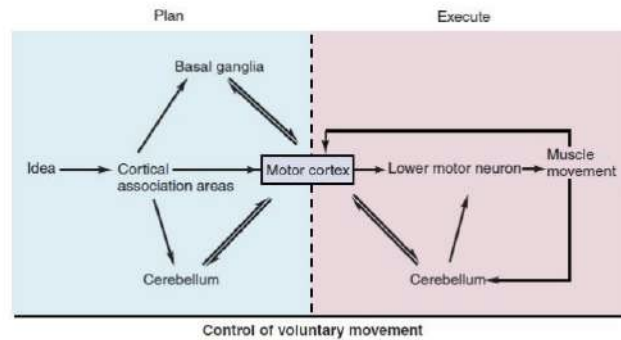 Plan Execute
Basal ganglia
Idea Cortical association areas Motor cortex Lower motor neuron Muscle movement
Cerebellum Cerebellum
Control of voluntary movement